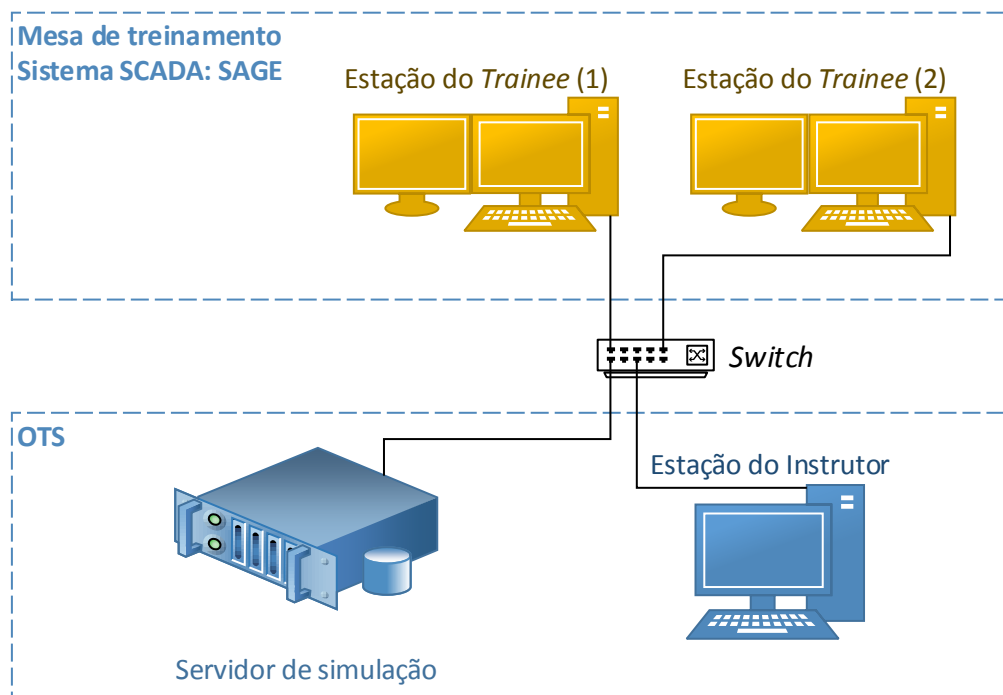 Mesa de treinamento
Sistema SCADA: SAGE
Estação do Trainee (1)
Estação do Trainee (2)
Switch
OTS
Estação do Instrutor
Servidor de simulação